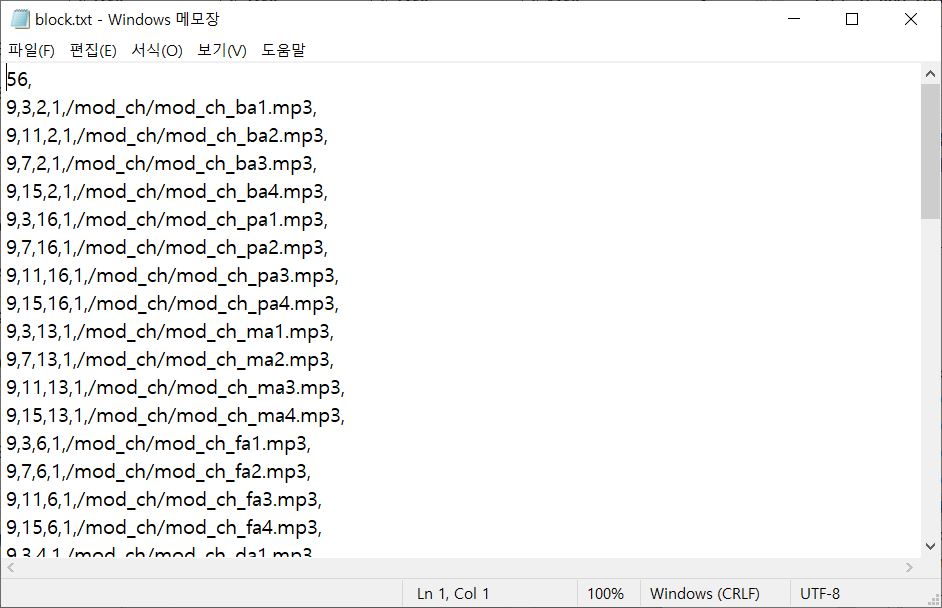 block.txt - Windows 메모장
파일(F) 편집(E) 서식(O) 보기(V) 도움말
56,
9,3,2,1,/mod_ch/mod_ch_ba1.mp3,
9,11,2,1,/mod_ch/mod_ch_ba2.mp3,
9,7,2,1,/mod_ch/mod_ch_ba3.mp3,
9,15,2,1,/mod_ch/mod_ch_ba4.mp3,
9,3,16,1,/mod_ch/mod_ch_pa1.mp3,
9,7,16,1,/mod_ch/mod_ch_pa2.mp3,
9,11,16,1,/mod_ch/mod_ch_pa3.mp3,
9,15,16,1,/mod_ch/mod_ch_pa4.mp3,
9,3,13,1,/mod_ch/mod_ch_ma1.mp3,
9,7,13,1,/mod_ch/mod_ch_ma2.mp3,
9,11,13,1,/mod_ch/mod_ch_ma3.mp3,
9,15,13,1,/mod_ch/mod_ch_ma4.mp3,
9,3,6,1,/mod_ch/mod_ch_fa1.mp3,
9,7,6,1,/mod_ch/mod_ch_fa2.mp3,
9,11,6,1,/mod_ch/mod_ch_fa3.mp3,
9,15,6,1,/mod_ch/mod_ch_fa4.mp3,
9,3,4,1,/mod_ch/mod_ch_da1.mp3,
Ln 1, Col 1 100% Windows (CRLF) UTF-8